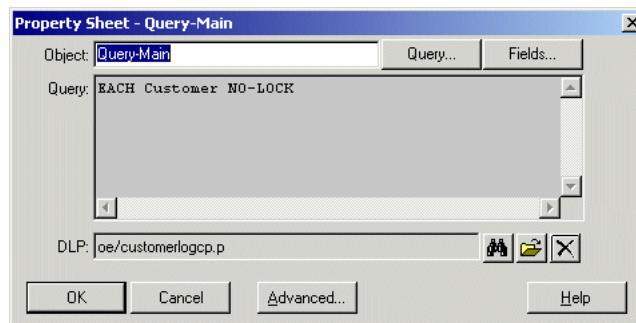 Property Sheet - Query-Main
Object: Query-Main Query... Fields...
Query: EACH Customer NO-LOCK
DLP: oe/customerlogcp.p
OK Cancel Advanced... Help